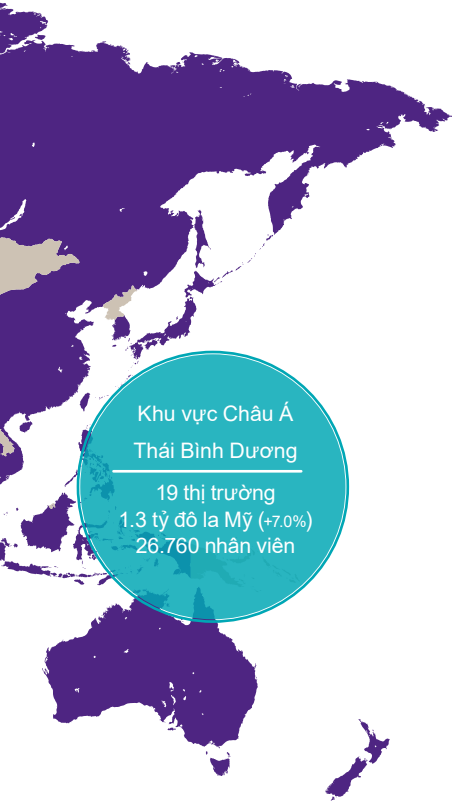 Khu vực Châu Á
Thái Bình Dương
19 thị trường
1.3 tỷ đô la Mỹ (+7.0%)
26.760 nhân viên